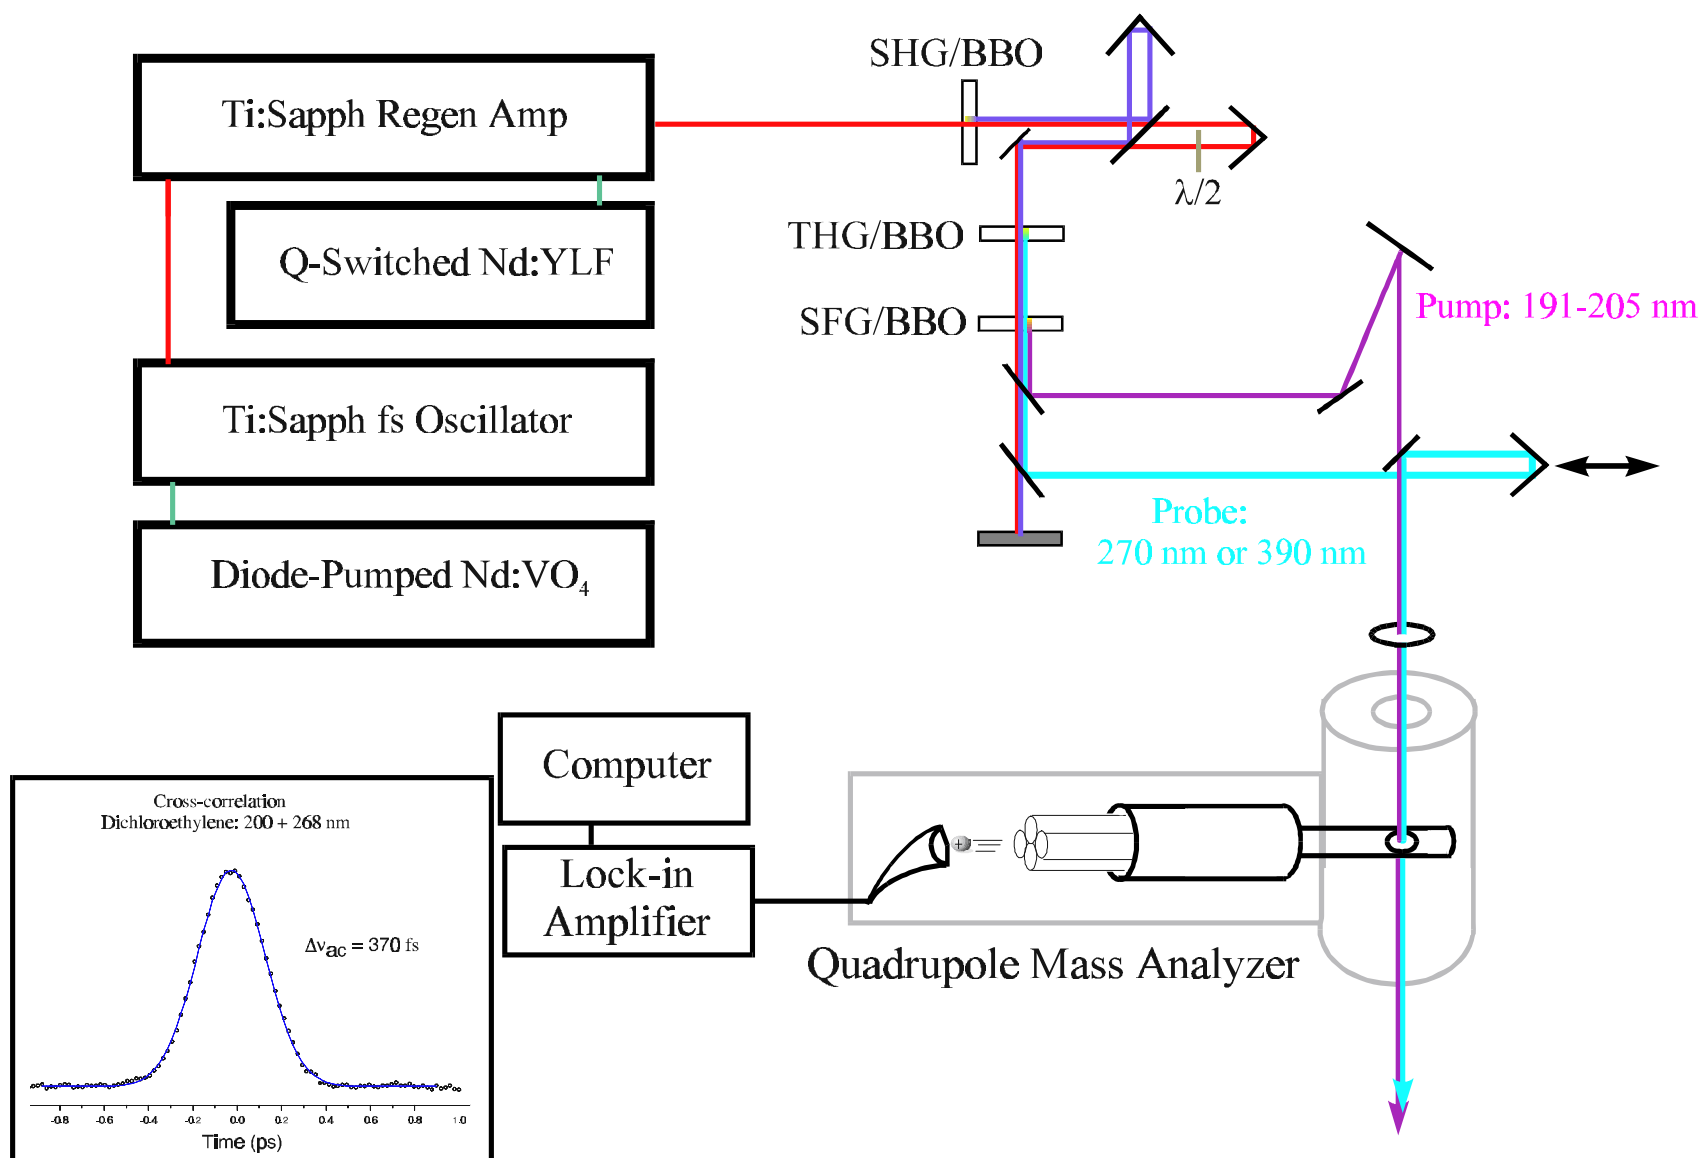 SHG/BBO
Ti:Sapph Regen Amp
λ/2
THG/BBO
Q-Switched Nd:YLF
Pump: 191-205 nm
SFG/BBO
Ti:Sapph fs Oscillator
Probe:
270 nm or 390 nm
Diode-Pumped Nd:VO₄
Computer
Cross-correlation
Dichloroethylene: 200 + 268 nm
+
Lock-in
Amplifier
Δν_ac = 370 fs
Quadrupole Mass Analyzer
-0.8 -0.6 -0.4 -0.2 0.0 0.2 0.4 0.6 0.8 1.0
Time (ps)